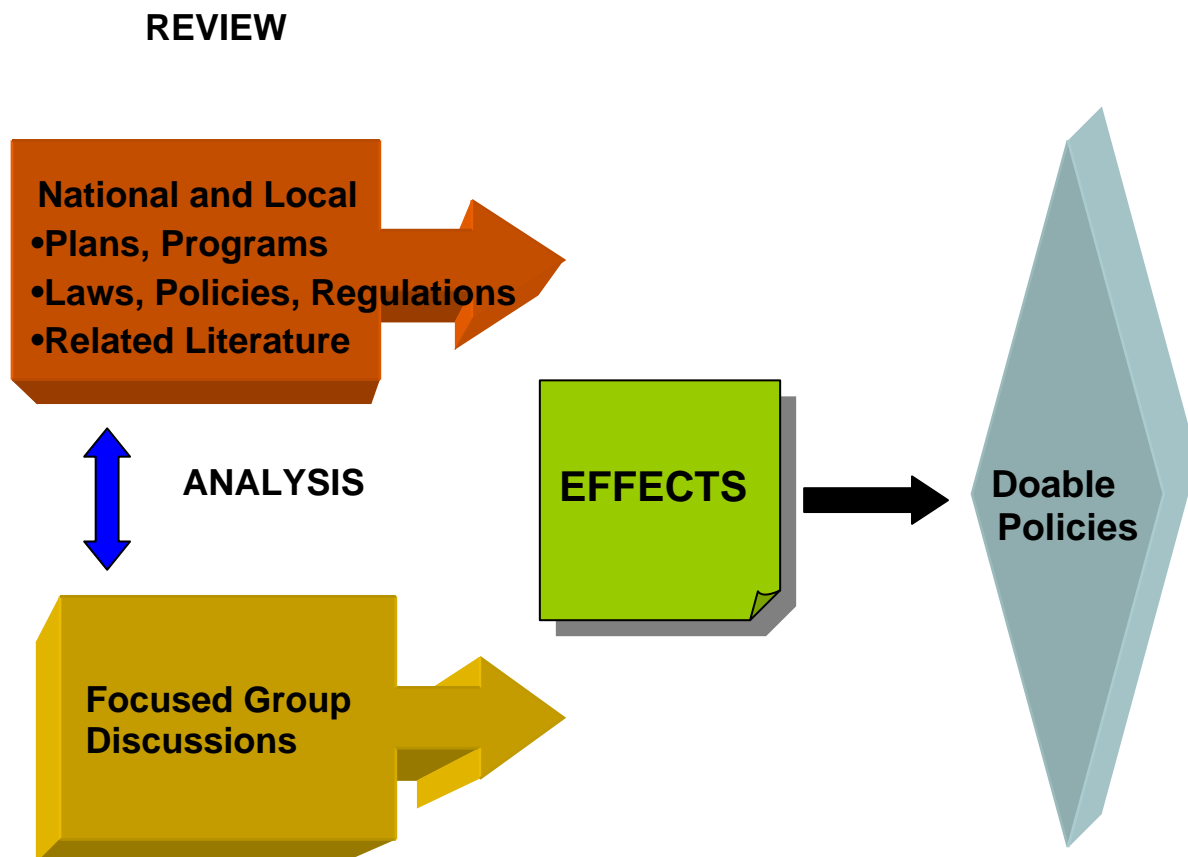 REVIEW
National and Local
•Plans, Programs
•Laws, Policies, Regulations
•Related Literature
ANALYSIS
EFFECTS
Doable
Policies
Focused Group
Discussions